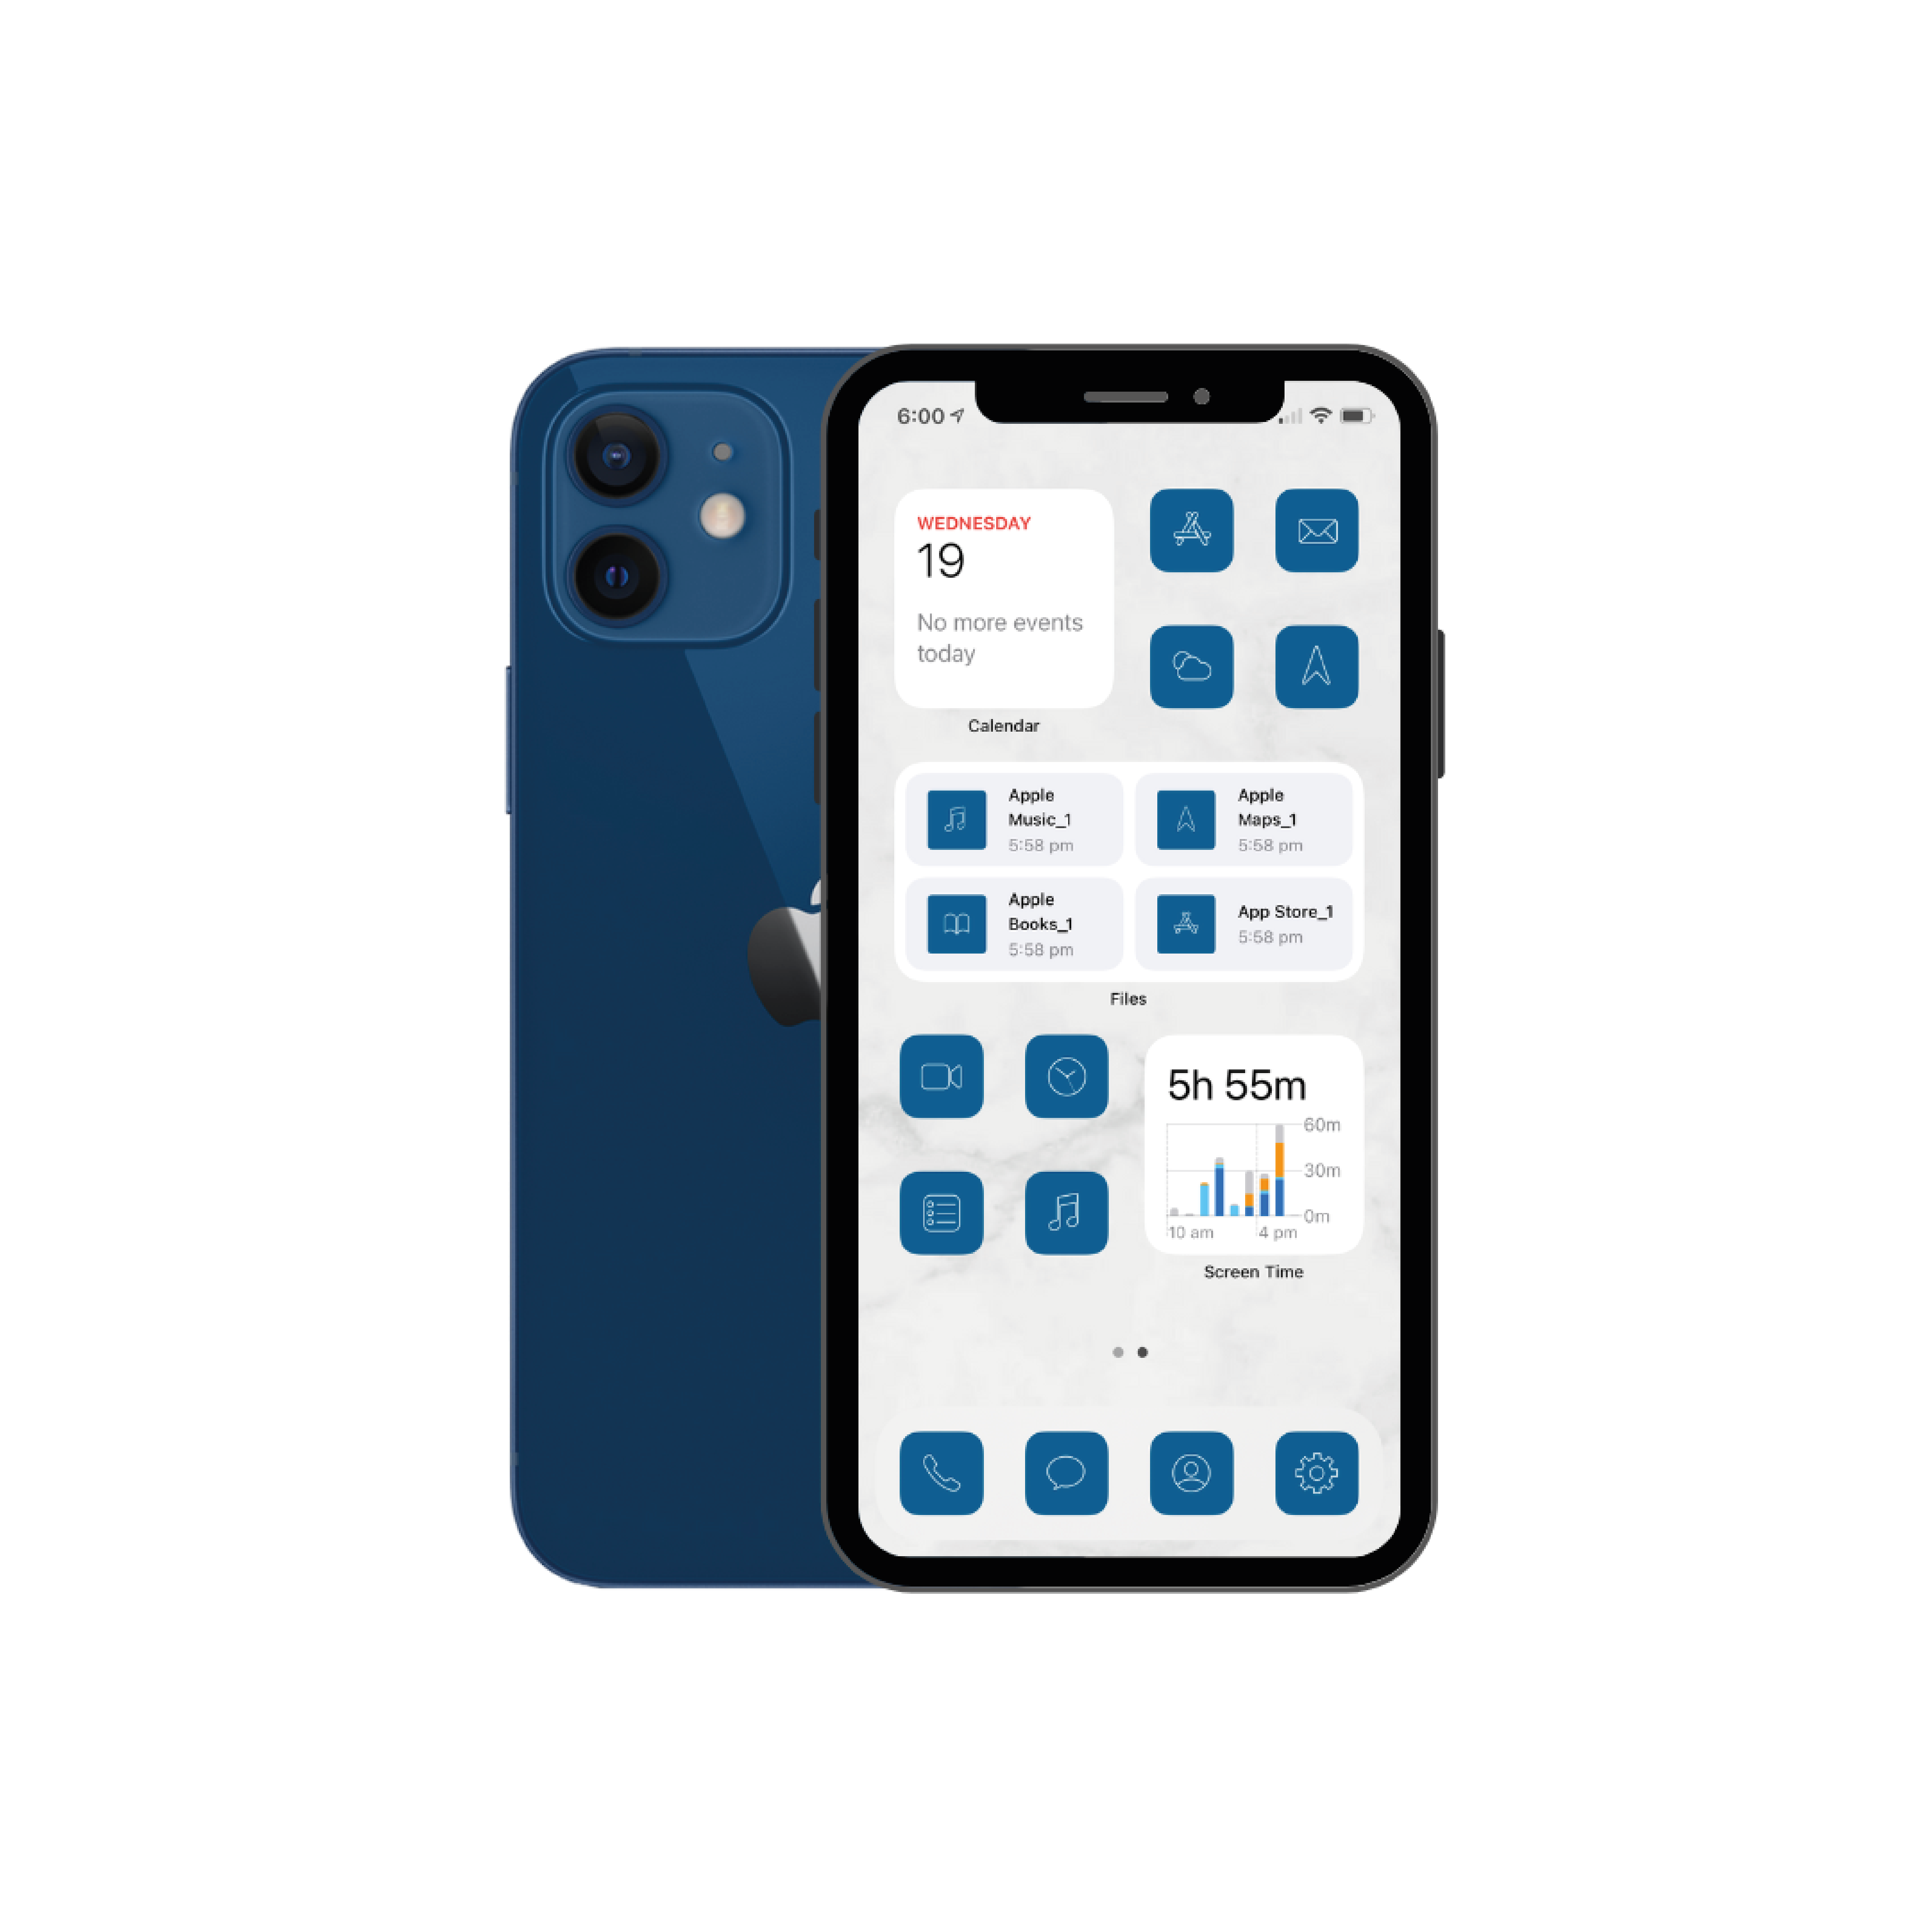 6:00
WEDNESDAY
19
No more events
today
Calendar
Apple
Music_1
5:58 pm
Apple
Maps_1
5:58 pm
Apple
Books_1
5:58 pm
App Store_1
5:58 pm
Files
5h 55m
60m
30m
0m
10 am
4 pm
Screen Time